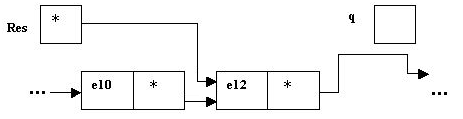 Res * q
... e10 * e12 * ...